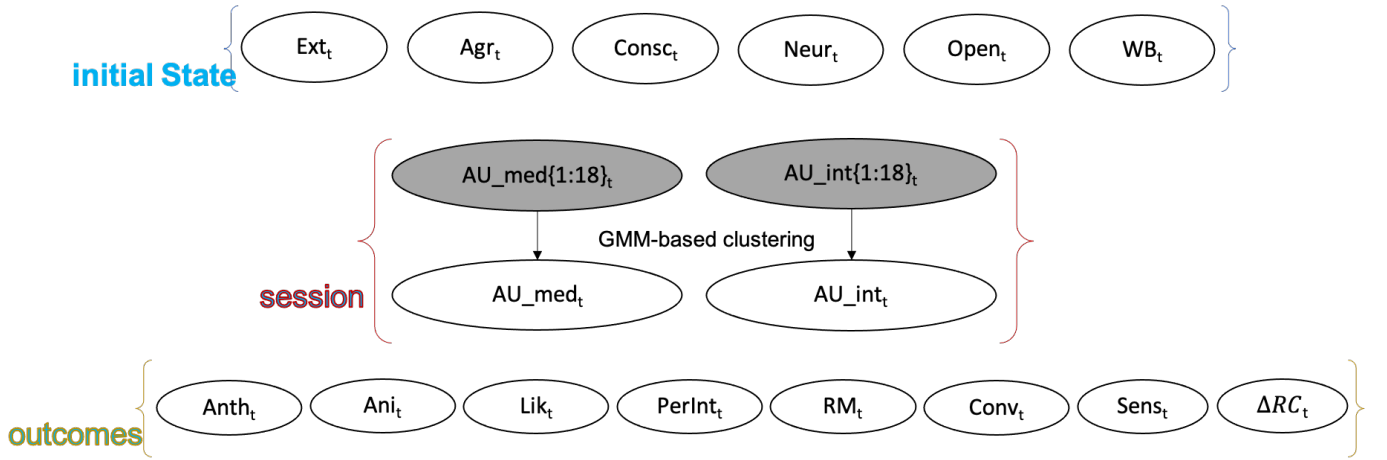 Ext_t Agr_t Consc_t Neur_t Open_t WB_t
initial State
AU_med{1:18}_t AU_int{1:18}_t
GMM-based clustering
session
AU_med_t AU_int_t
Anth_t Ani_t Lik_t PerInt_t RM_t Conv_t Sens_t ΔRC_t
outcomes